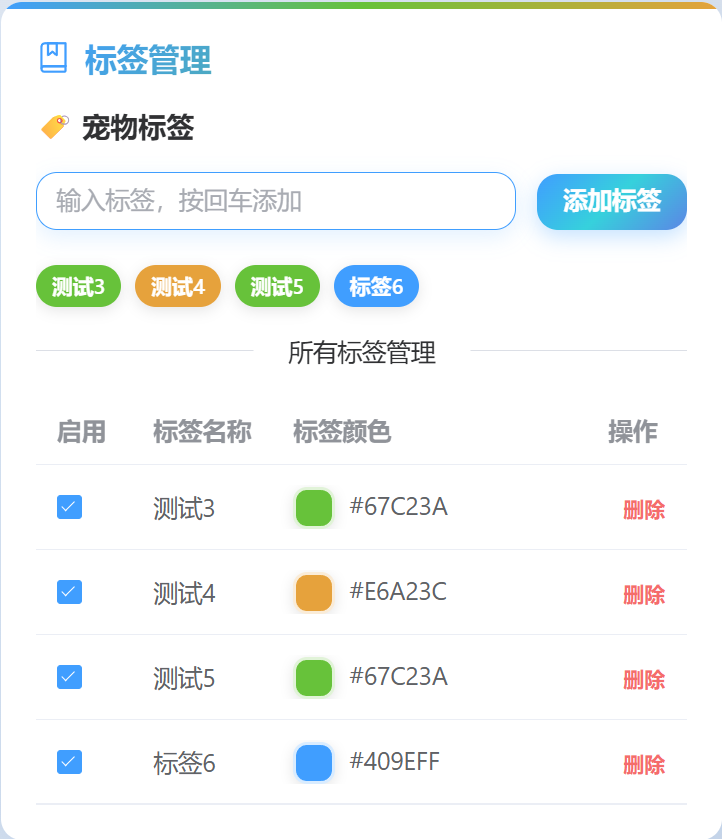 标签管理
宠物标签
输入标签，按回车添加
添加标签
测试3 测试4 测试5 标签6
所有标签管理
启用 标签名称 标签颜色 操作
测试3 #67C23A 删除
测试4 #E6A23C 删除
测试5 #67C23A 删除
标签6 #409EFF 删除